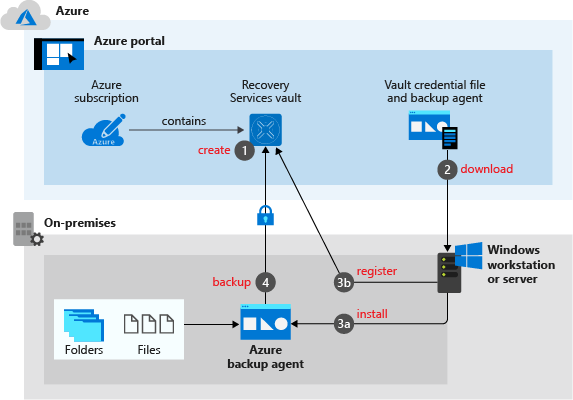 Azure
Azure portal
Azure
subscription
Recovery
Services vault
Vault credential file
and backup agent
contains
Azure
create
1
2
download
On-premises
Windows
workstation
or server
register
3b
backup
4
install
3a
Folders
Files
Azure
backup agent